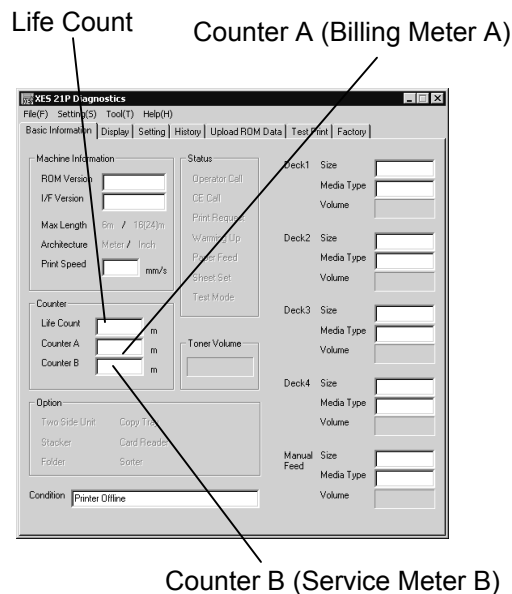 Life Count
Counter A (Billing Meter A)
XES 21P Diagnostics
File(F) Setting(S) Tool(T) Help(H)
Basic Information Display Setting History Upload ROM Data Test Print Factory
Machine Information
ROM Version
I/F Version
Max Length 6m / 16(24)m
Architecture Meter / Inch
Print Speed mm/s
Status
Operator Call
CE Call
Print Request
Warming Up
Paper Feed
Sheet Set
Test Mode
Counter
Life Count m
Counter A m
Counter B m
Toner Volume
Option
Two Side Unit Copy Tray
Stacker Card Reader
Folder Sorter
Condition Printer Offline
Deck1 Size
Media Type
Volume
Deck2 Size
Media Type
Volume
Deck3 Size
Media Type
Volume
Deck4 Size
Media Type
Volume
Manual Feed Size
Media Type
Volume
Counter B (Service Meter B)